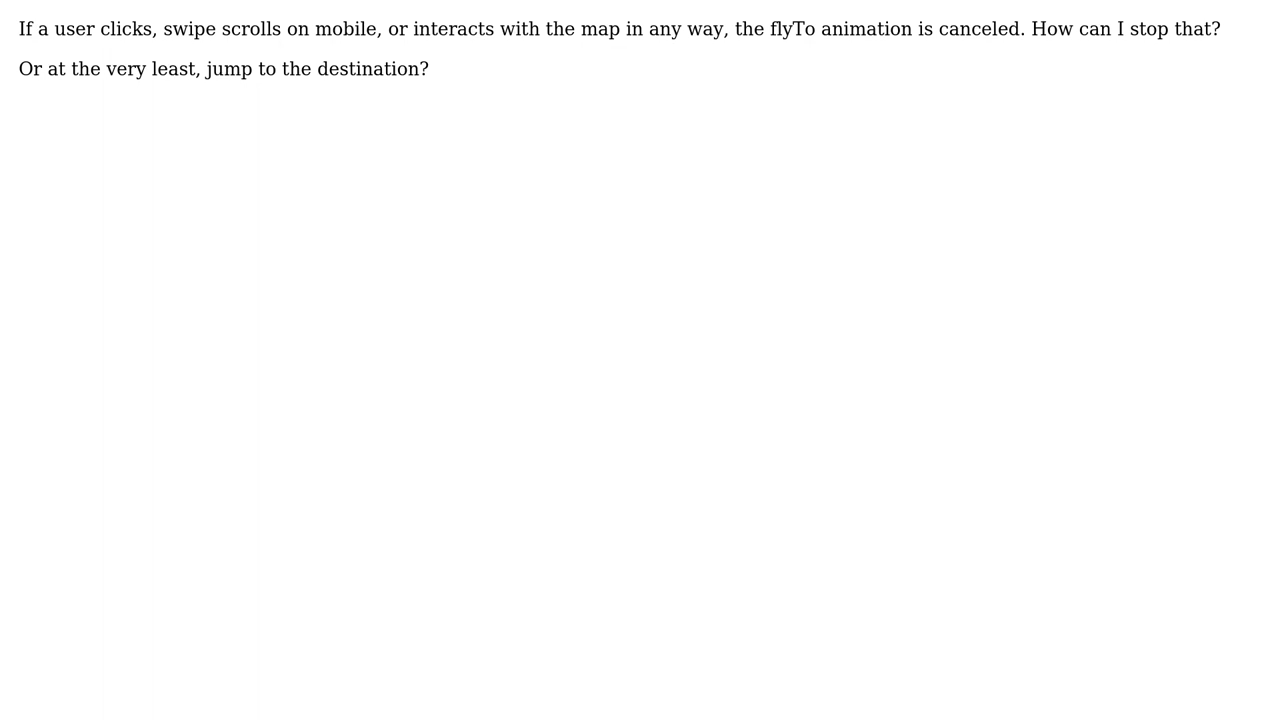 If a user clicks, swipe scrolls on mobile, or interacts with the map in any way, the flyTo animation is canceled. How can I stop that?
Or at the very least, jump to the destination?